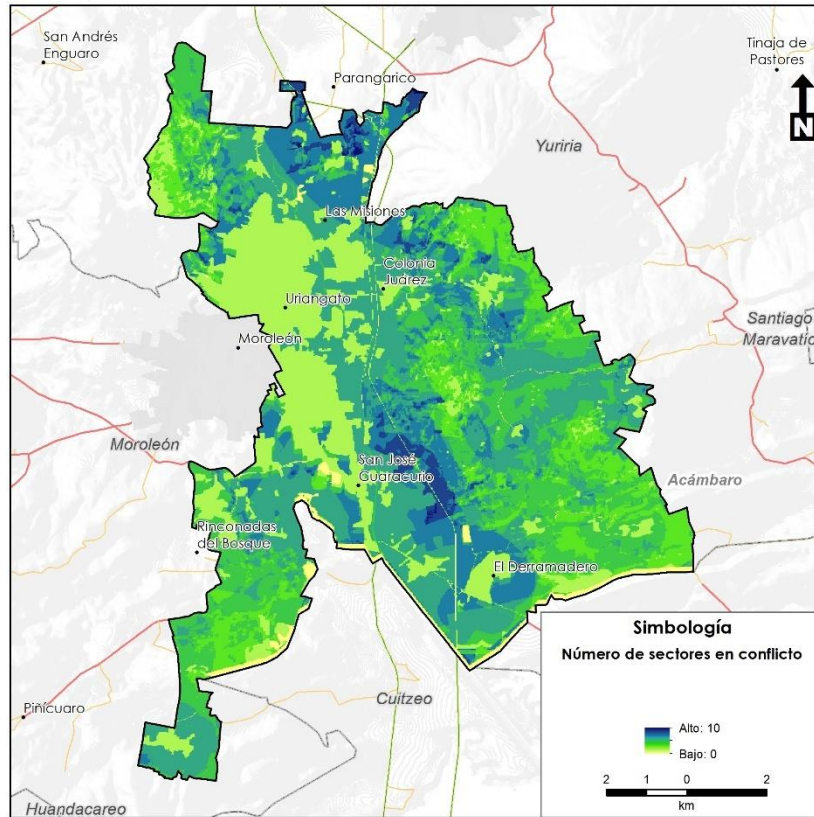 San Andrés
Enguaro
Parangarico
Tinaja de
Pastores
N
Yuriria
Las Misiones
Colonia
Juárez
Uriangato
Moroleón
Santiago
Maravatío
Moroleón
San José
Cuaracurio
Acámbaro
Rinconadas
del Bosque
El Derramadero
Simbología
Número de sectores en conflicto
Piñícuaro
Cuitzeo
Alto: 10
Bajo: 0
2 1 0 2
km
Huandacareo